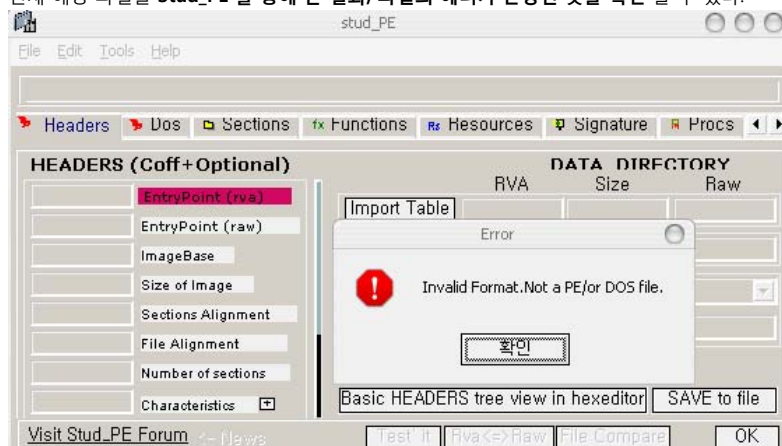 stud_PE
File Edit Tools Help
Headers Dos Sections fx Functions Rs Resources Signature Procs
HEADERS (Coff+Optional)
DATA DIRECTORY
RVA Size Raw
EntryPoint (rva)
Import Table
EntryPoint (raw)
Error
ImageBase
Size of Image
Invalid Format.Not a PE/or DOS file.
Sections Alignment
File Alignment
확인
Number of sections
Characteristics
Basic HEADERS tree view in hexeditor SAVE to file
Visit Stud_PE Forum <- News Test' it Rva<=>Raw File Compare OK